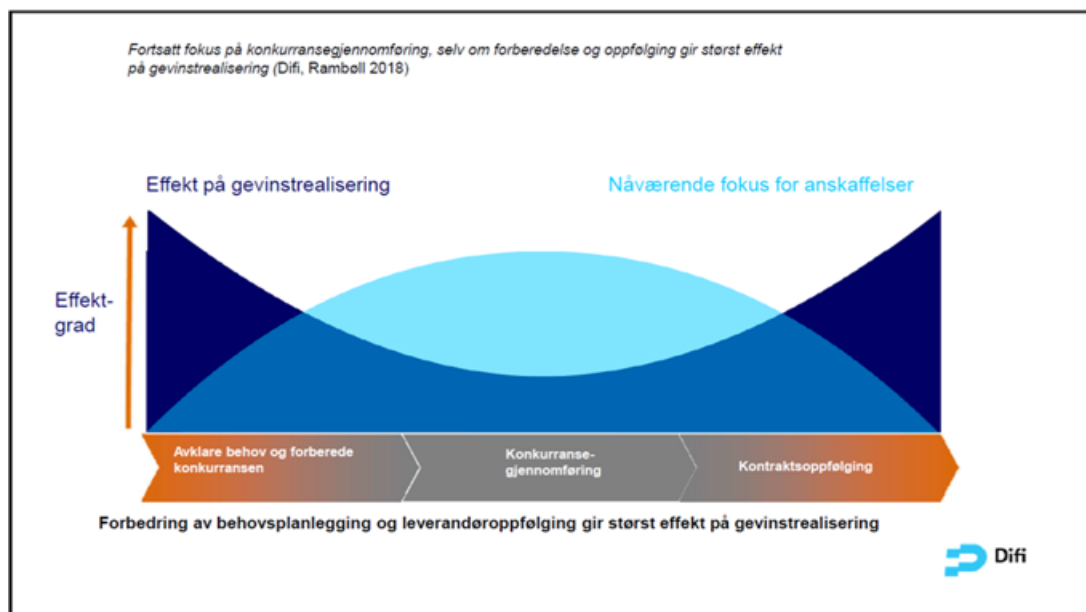 Fortsatt fokus på konkurransegjennomføring, selv om forberedelse og oppfølging gir størst effekt
på gevinstrealisering (Difi, Rambøll 2018)
Effekt på gevinstrealisering
Nåværende fokus for anskaffelser
Effekt-
grad
Avklare behov og forberede
konkurransen
Konkurranse-
gjennomføring
Kontraktsoppfølging
Forbedring av behovsplanlegging og leverandøroppfølging gir størst effekt på gevinstrealisering
Difi